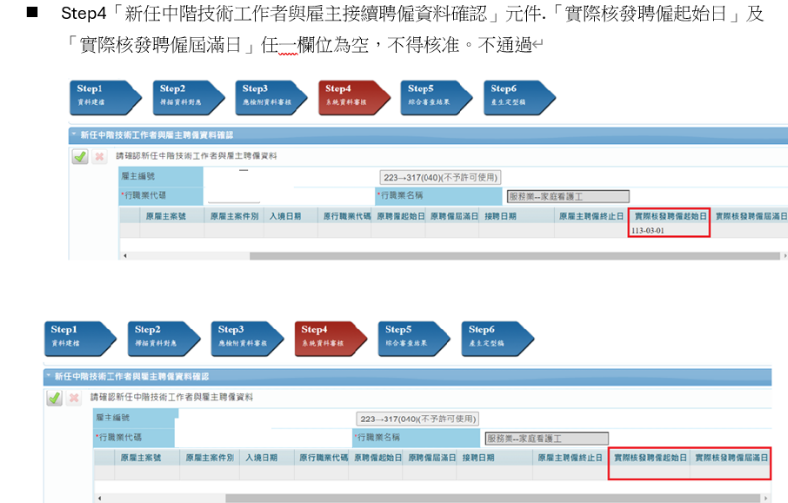 ■ Step4「新任中階技術工作者與雇主接續聘僱資料確認」元件.「實際核發聘僱起始日」及
「實際核發聘僱屆滿日」任一欄位為空，不得核准。不通過↵
Step1 Step2 Step3 Step4 Step5 Step6
資料建檔 掃描資料對應 應檢附資料審核 系統資料審核 綜合審查結果 產生定型稿
新任中階技術工作者與雇主聘僱資料確認
請確認新任中階技術工作者與雇主聘僱資料
雇主編號 223→317(040)(不予許可使用)
*行職業代碼 *行職業名稱 服務業--家庭看護工
原雇主案號 原雇主案件別 入境日期 原行職業代碼 原聘僱起始日 原聘僱屆滿日 接聘日期 原雇主聘僱終止日 實際核發聘僱起始日 實際核發聘僱屆滿日
113-03-01
Step1 Step2 Step3 Step4 Step5 Step6
資料建檔 掃描資料對應 應檢附資料審核 系統資料審核 綜合審查結果 產生定型稿
新任中階技術工作者與雇主聘僱資料確認
請確認新任中階技術工作者與雇主聘僱資料
雇主編號 223→317(040)(不予許可使用)
*行職業代碼 *行職業名稱 服務業--家庭看護工
原雇主案號 原雇主案件別 入境日期 原行職業代碼 原聘僱起始日 原聘僱屆滿日 接聘日期 原雇主聘僱終止日 實際核發聘僱起始日 實際核發聘僱屆滿日